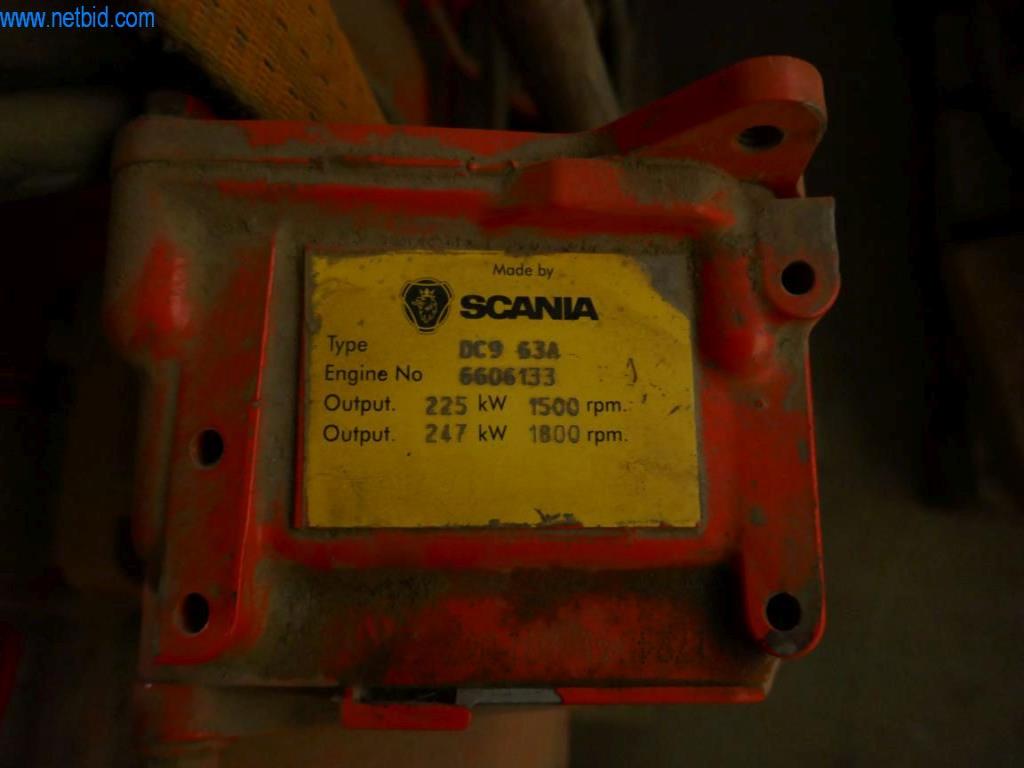 www.netbid.com
Made by
SCANIA
Type DC9 63A
Engine No 6606133
Output. 225 kW 1500 rpm.
Output. 247 kW 1800 rpm.